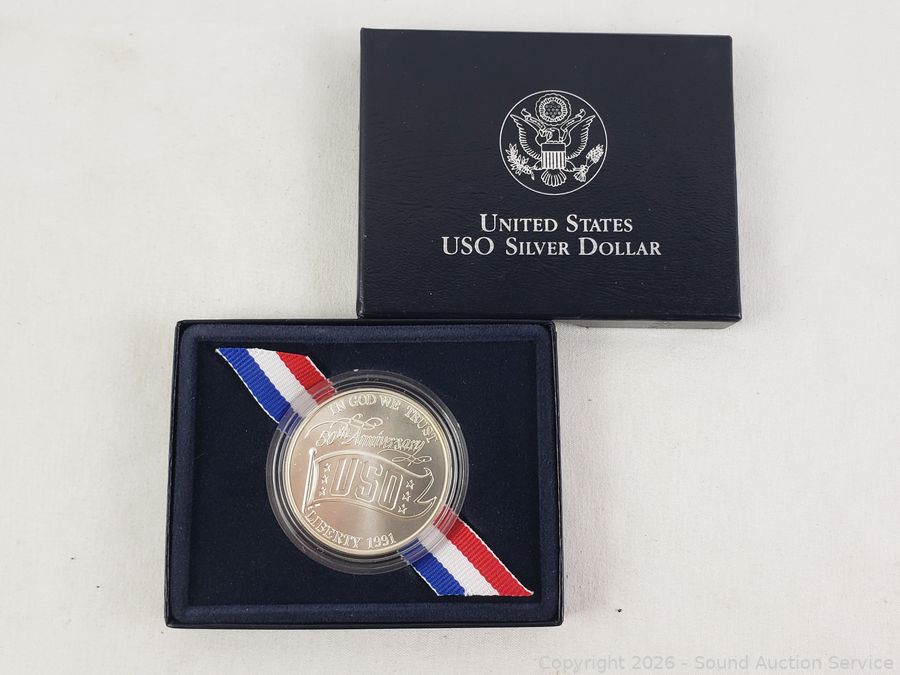 UNITED STATES
USO SILVER DOLLAR
IN GOD WE TRUST
50th Anniversary
USO
LIBERTY 1991
Copyright © 2026 - Sound Auction Service